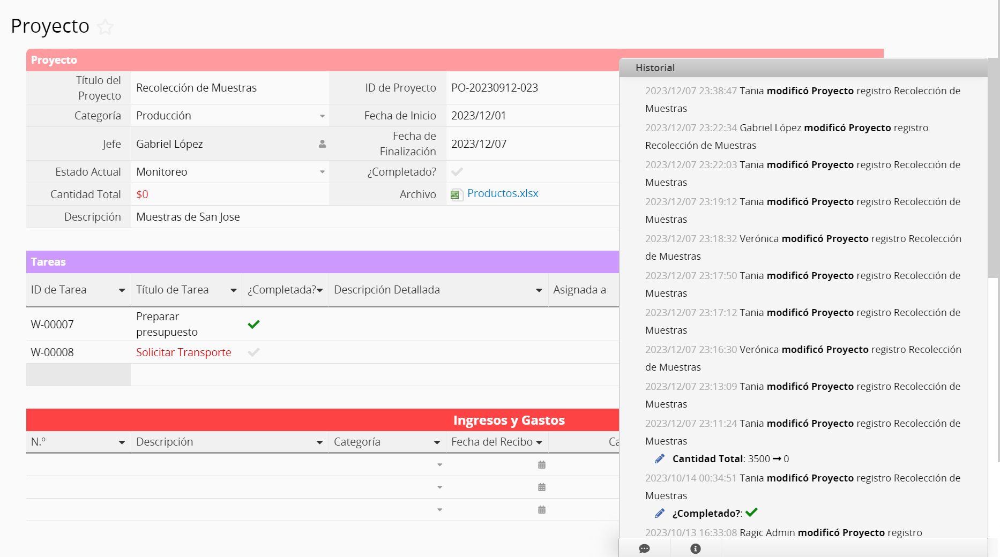 Proyecto
Proyecto
Título del
Proyecto
Recolección de Muestras
ID de Proyecto
PO-20230912-023
Categoría
Producción
Fecha de Inicio
2023/12/01
Jefe
Gabriel López
Fecha de
Finalización
2023/12/07
Estado Actual
Monitoreo
¿Completado?
Cantidad Total
$0
Archivo
Productos.xlsx
Descripción
Muestras de San Jose
Tareas
ID de Tarea
Título de Tarea
¿Completada?
Descripción Detallada
Asignada a
W-00007
Preparar
presupuesto
W-00008
Solicitar Transporte
Ingresos y Gastos
N.º
Descripción
Categoría
Fecha del Recibo
Ca
Historial
2023/12/07 23:38:47 Tania modificó Proyecto registro Recolección de
Muestras
2023/12/07 23:22:34 Gabriel López modificó Proyecto registro
Recolección de Muestras
2023/12/07 23:22:03 Tania modificó Proyecto registro Recolección de
Muestras
2023/12/07 23:19:12 Tania modificó Proyecto registro Recolección de
Muestras
2023/12/07 23:18:32 Verónica modificó Proyecto registro Recolección
de Muestras
2023/12/07 23:17:50 Tania modificó Proyecto registro Recolección de
Muestras
2023/12/07 23:17:12 Tania modificó Proyecto registro Recolección de
Muestras
2023/12/07 23:16:30 Verónica modificó Proyecto registro Recolección
de Muestras
2023/12/07 23:13:09 Tania modificó Proyecto registro Recolección de
Muestras
2023/12/07 23:11:24 Tania modificó Proyecto registro Recolección de
Muestras
Cantidad Total: 3500 → 0
2023/10/14 00:34:51 Tania modificó Proyecto registro Recolección de
Muestras
¿Completado?: ✔
2023/10/13 16:33:08 Ragic Admin modificó Proyecto registro